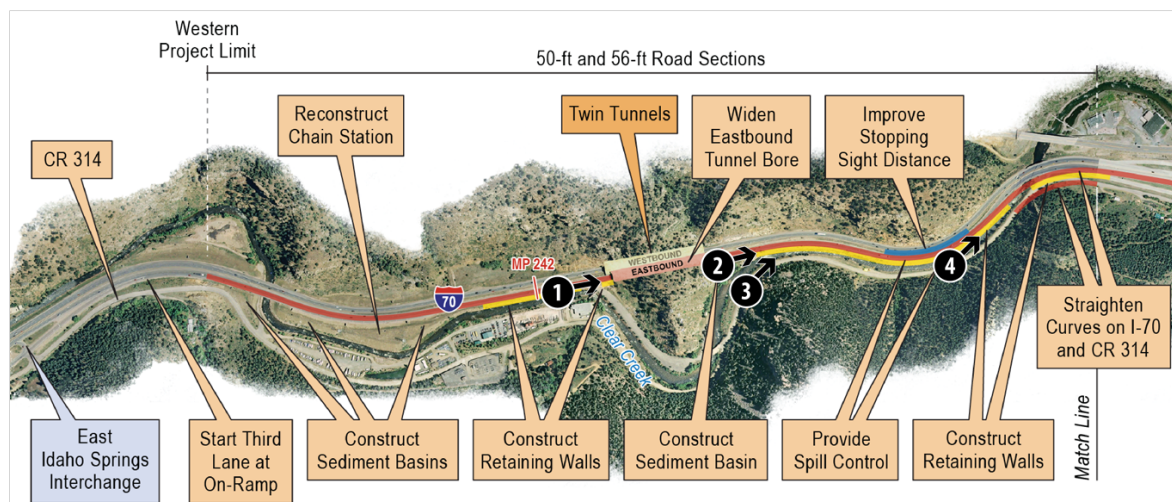 Western
Project Limit
50-ft and 56-ft Road Sections
CR 314
Reconstruct
Chain Station
Twin Tunnels
Widen
Eastbound
Tunnel Bore
Improve
Stopping
Sight Distance
WESTBOUND
EASTBOUND
MP 242
70
1
2
3
4
Clear Creek
Straighten
Curves on I-70
and CR 314
East
Idaho Springs
Interchange
Start Third
Lane at
On-Ramp
Construct
Sediment Basins
Construct
Retaining Walls
Construct
Sediment Basin
Provide
Spill Control
Construct
Retaining Walls
Match Line